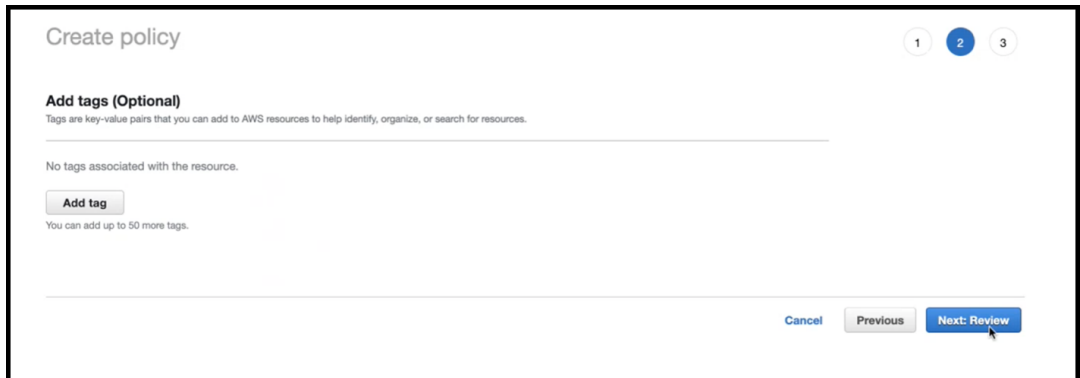 Create policy
1 2 3
Add tags (Optional)
Tags are key-value pairs that you can add to AWS resources to help identify, organize, or search for resources.
No tags associated with the resource.
Add tag
You can add up to 50 more tags.
Cancel Previous Next: Review